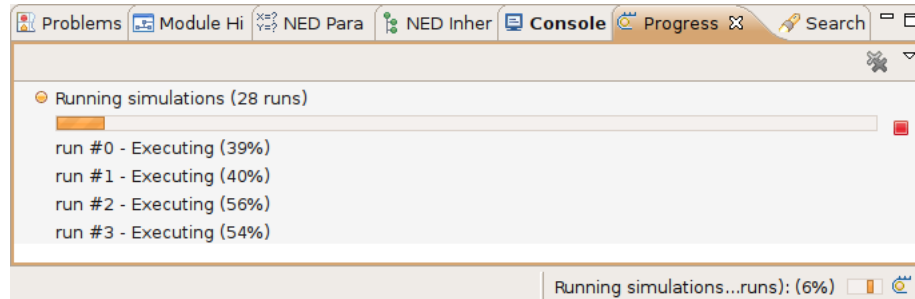 Problems Module Hi NED Para NED Inher Console Progress Search
Running simulations (28 runs)
run #0 - Executing (39%)
run #1 - Executing (40%)
run #2 - Executing (56%)
run #3 - Executing (54%)
Running simulations...runs): (6%)